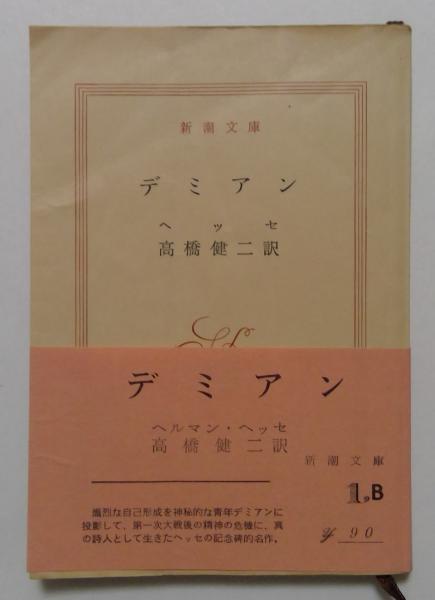 新潮文庫
デミアン
ヘッセ
高橋健二訳
デミアン
ヘルマン・ヘッセ
高橋健二訳
新潮文庫
1,B
熾烈な自己形成を神秘的な青年デミアンに
投影して、第一次大戦後の精神の危機に、真
の詩人として生きたヘッセの記念碑的名作。
¥ 90